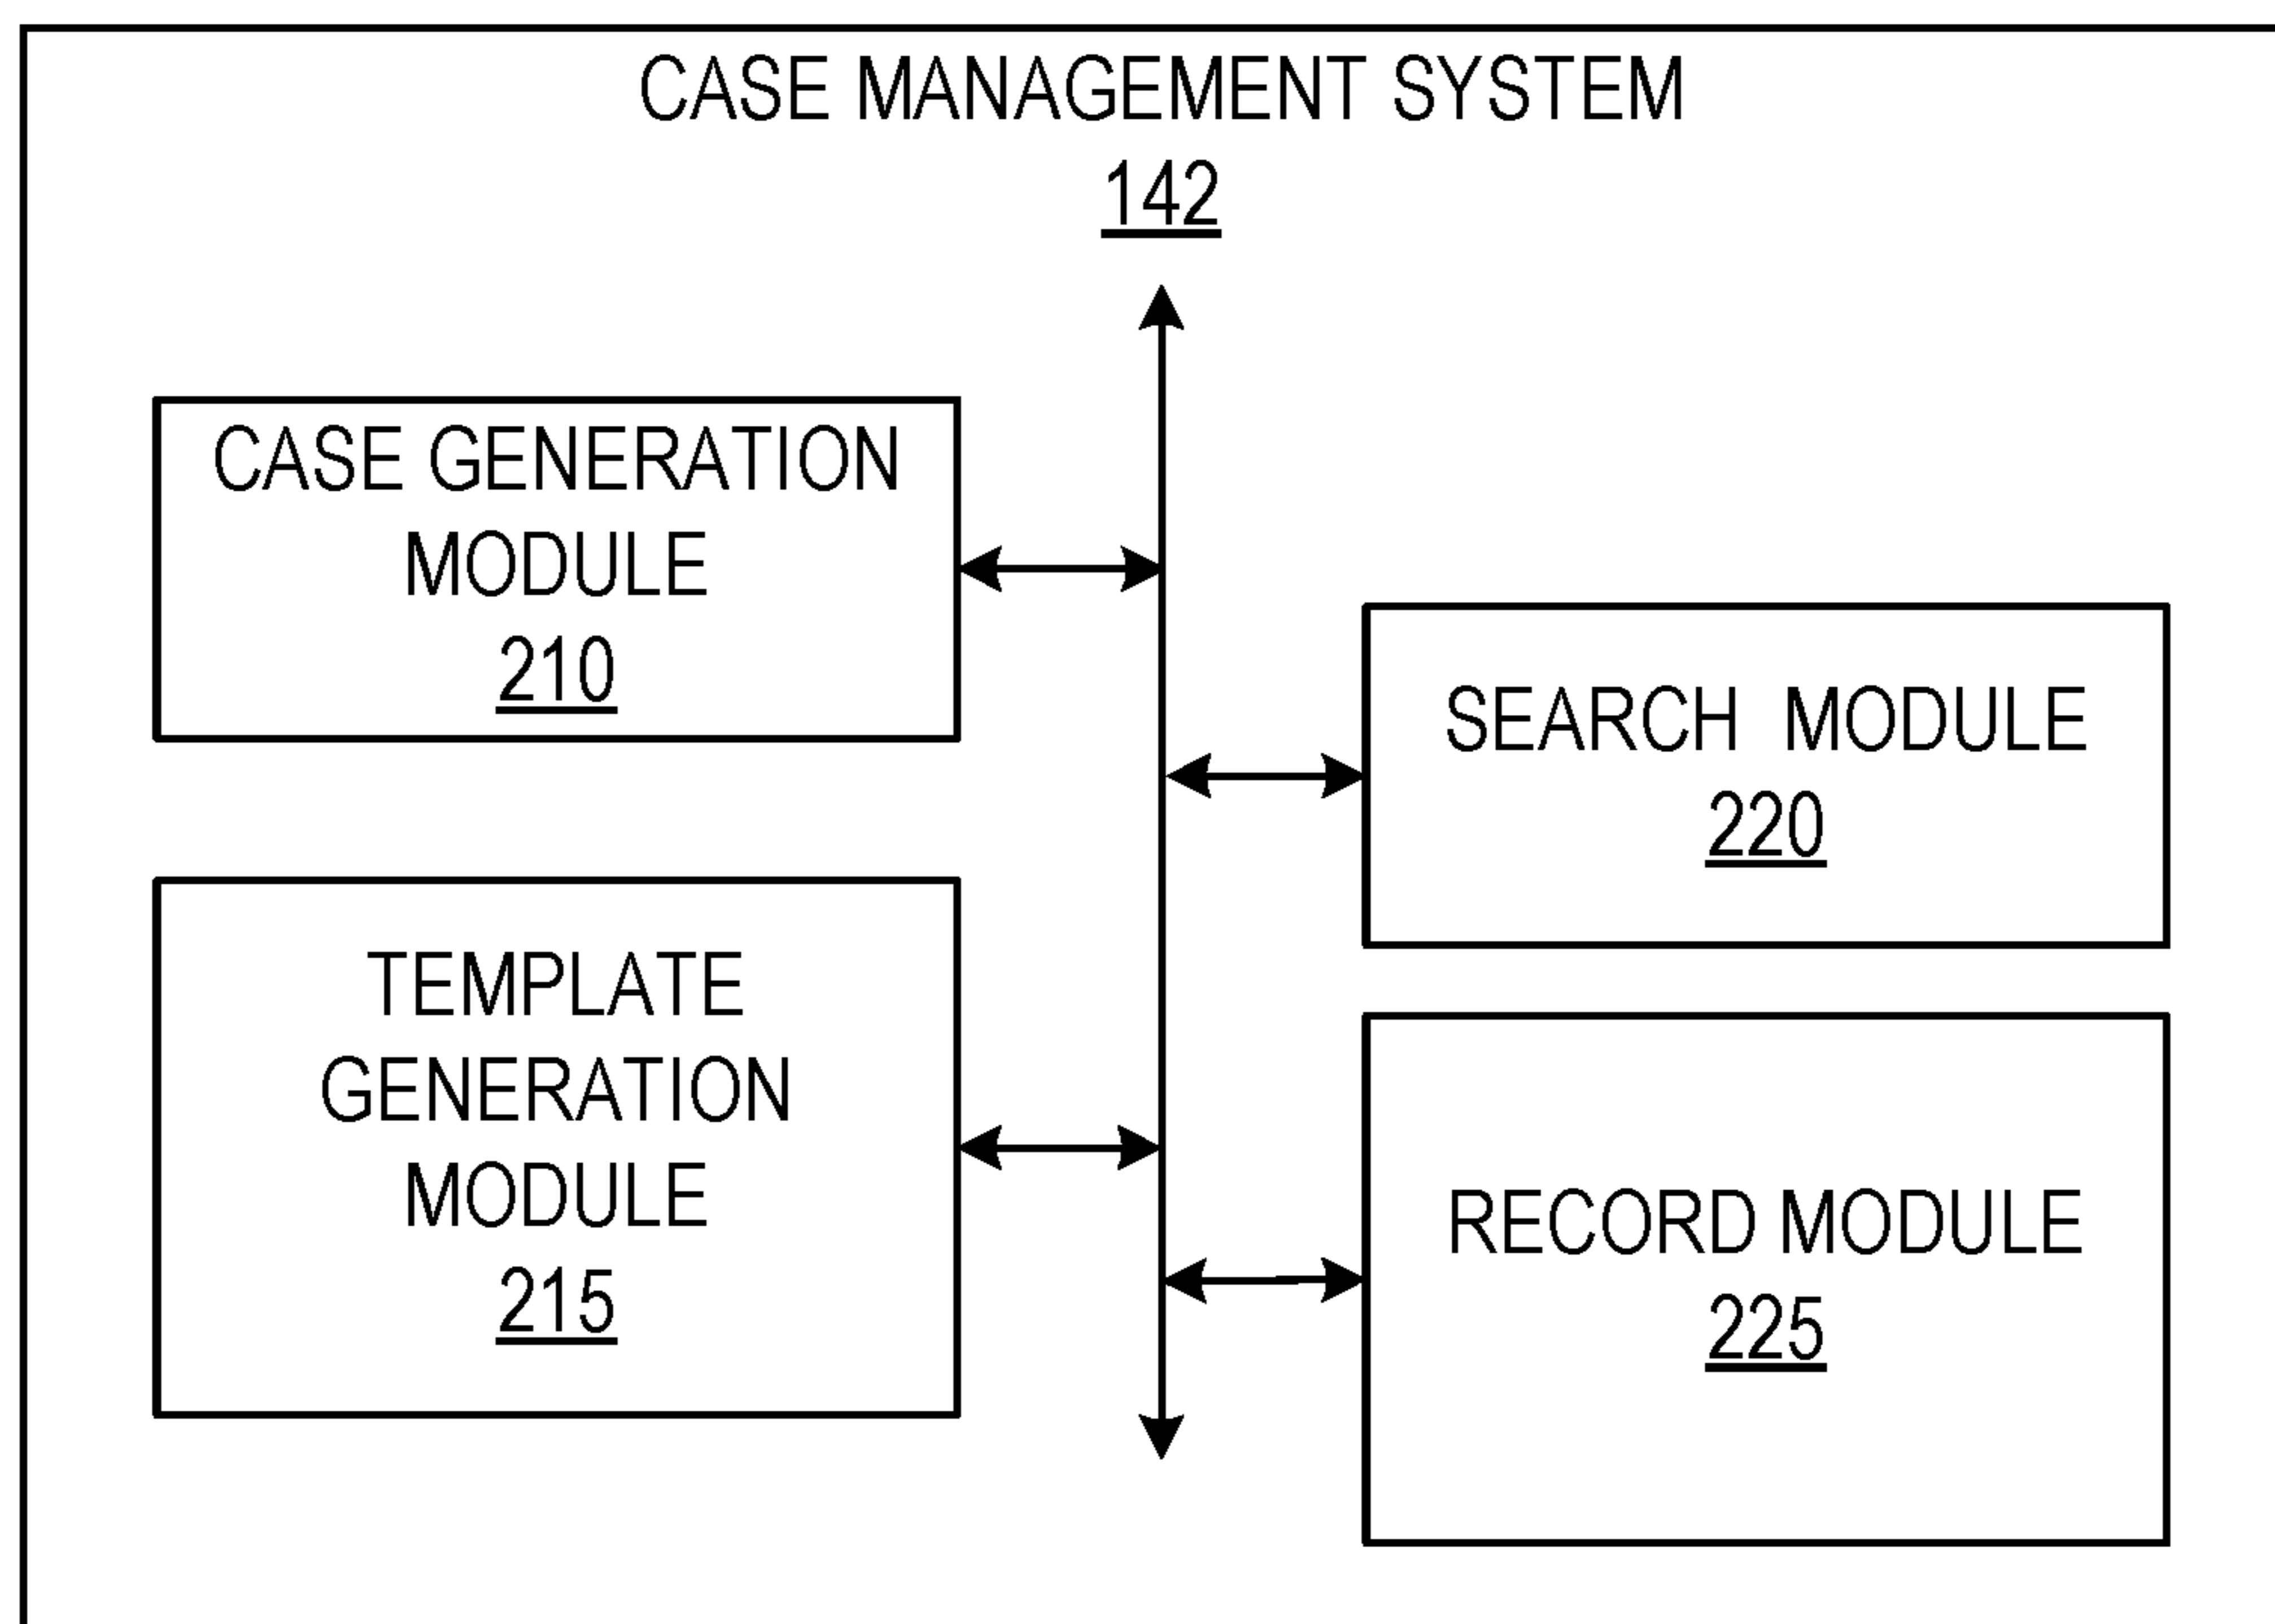 CASE MANAGEMENT SYSTEM
142
CASE GENERATION
MODULE
210
SEARCH MODULE
220
TEMPLATE
GENERATION
MODULE
215
RECORD MODULE
225